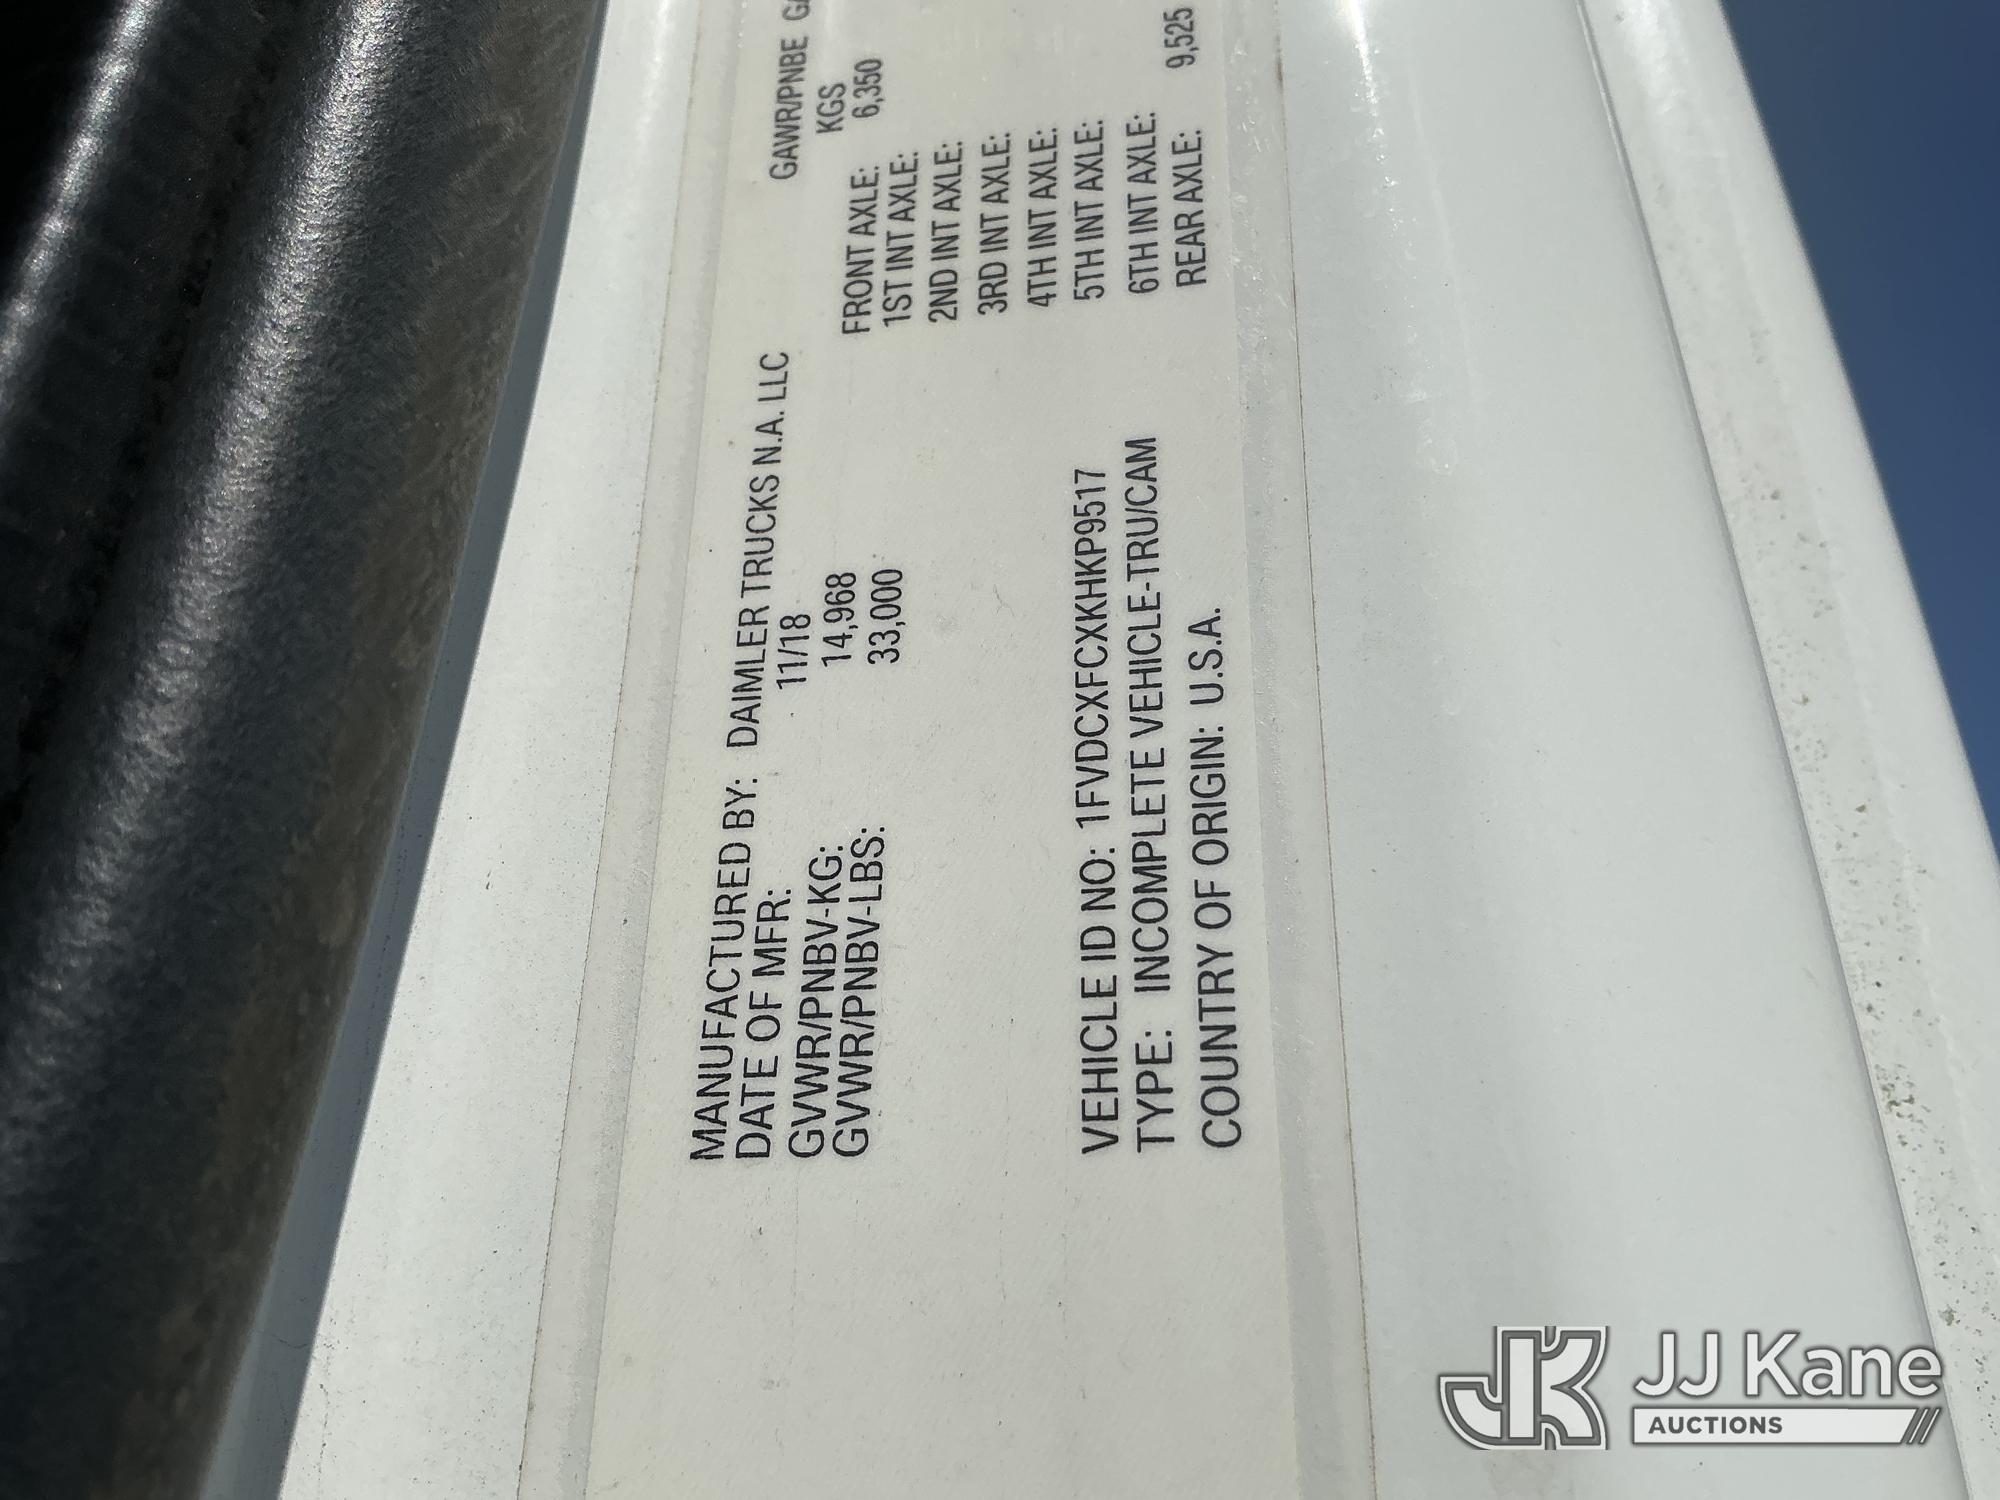 MANUFACTURED BY: DAIMLER TRUCKS N.A. LLC
DATE OF MFR: 11/18
GVWR/PNBV-KG: 14,968
GVWR/PNBV-LBS: 33,000
VEHICLE ID NO: 1FVDCXFCXKHKP9517
TYPE: INCOMPLETE VEHICLE-TRU/CAM
COUNTRY OF ORIGIN: U.S.A.
GAWR/PNBE
KGS
FRONT AXLE: 6,350
1ST INT AXLE:
2ND INT AXLE:
3RD INT AXLE:
4TH INT AXLE:
5TH INT AXLE:
6TH INT AXLE:
REAR AXLE: 9,525
JK JJ Kane
AUCTIONS